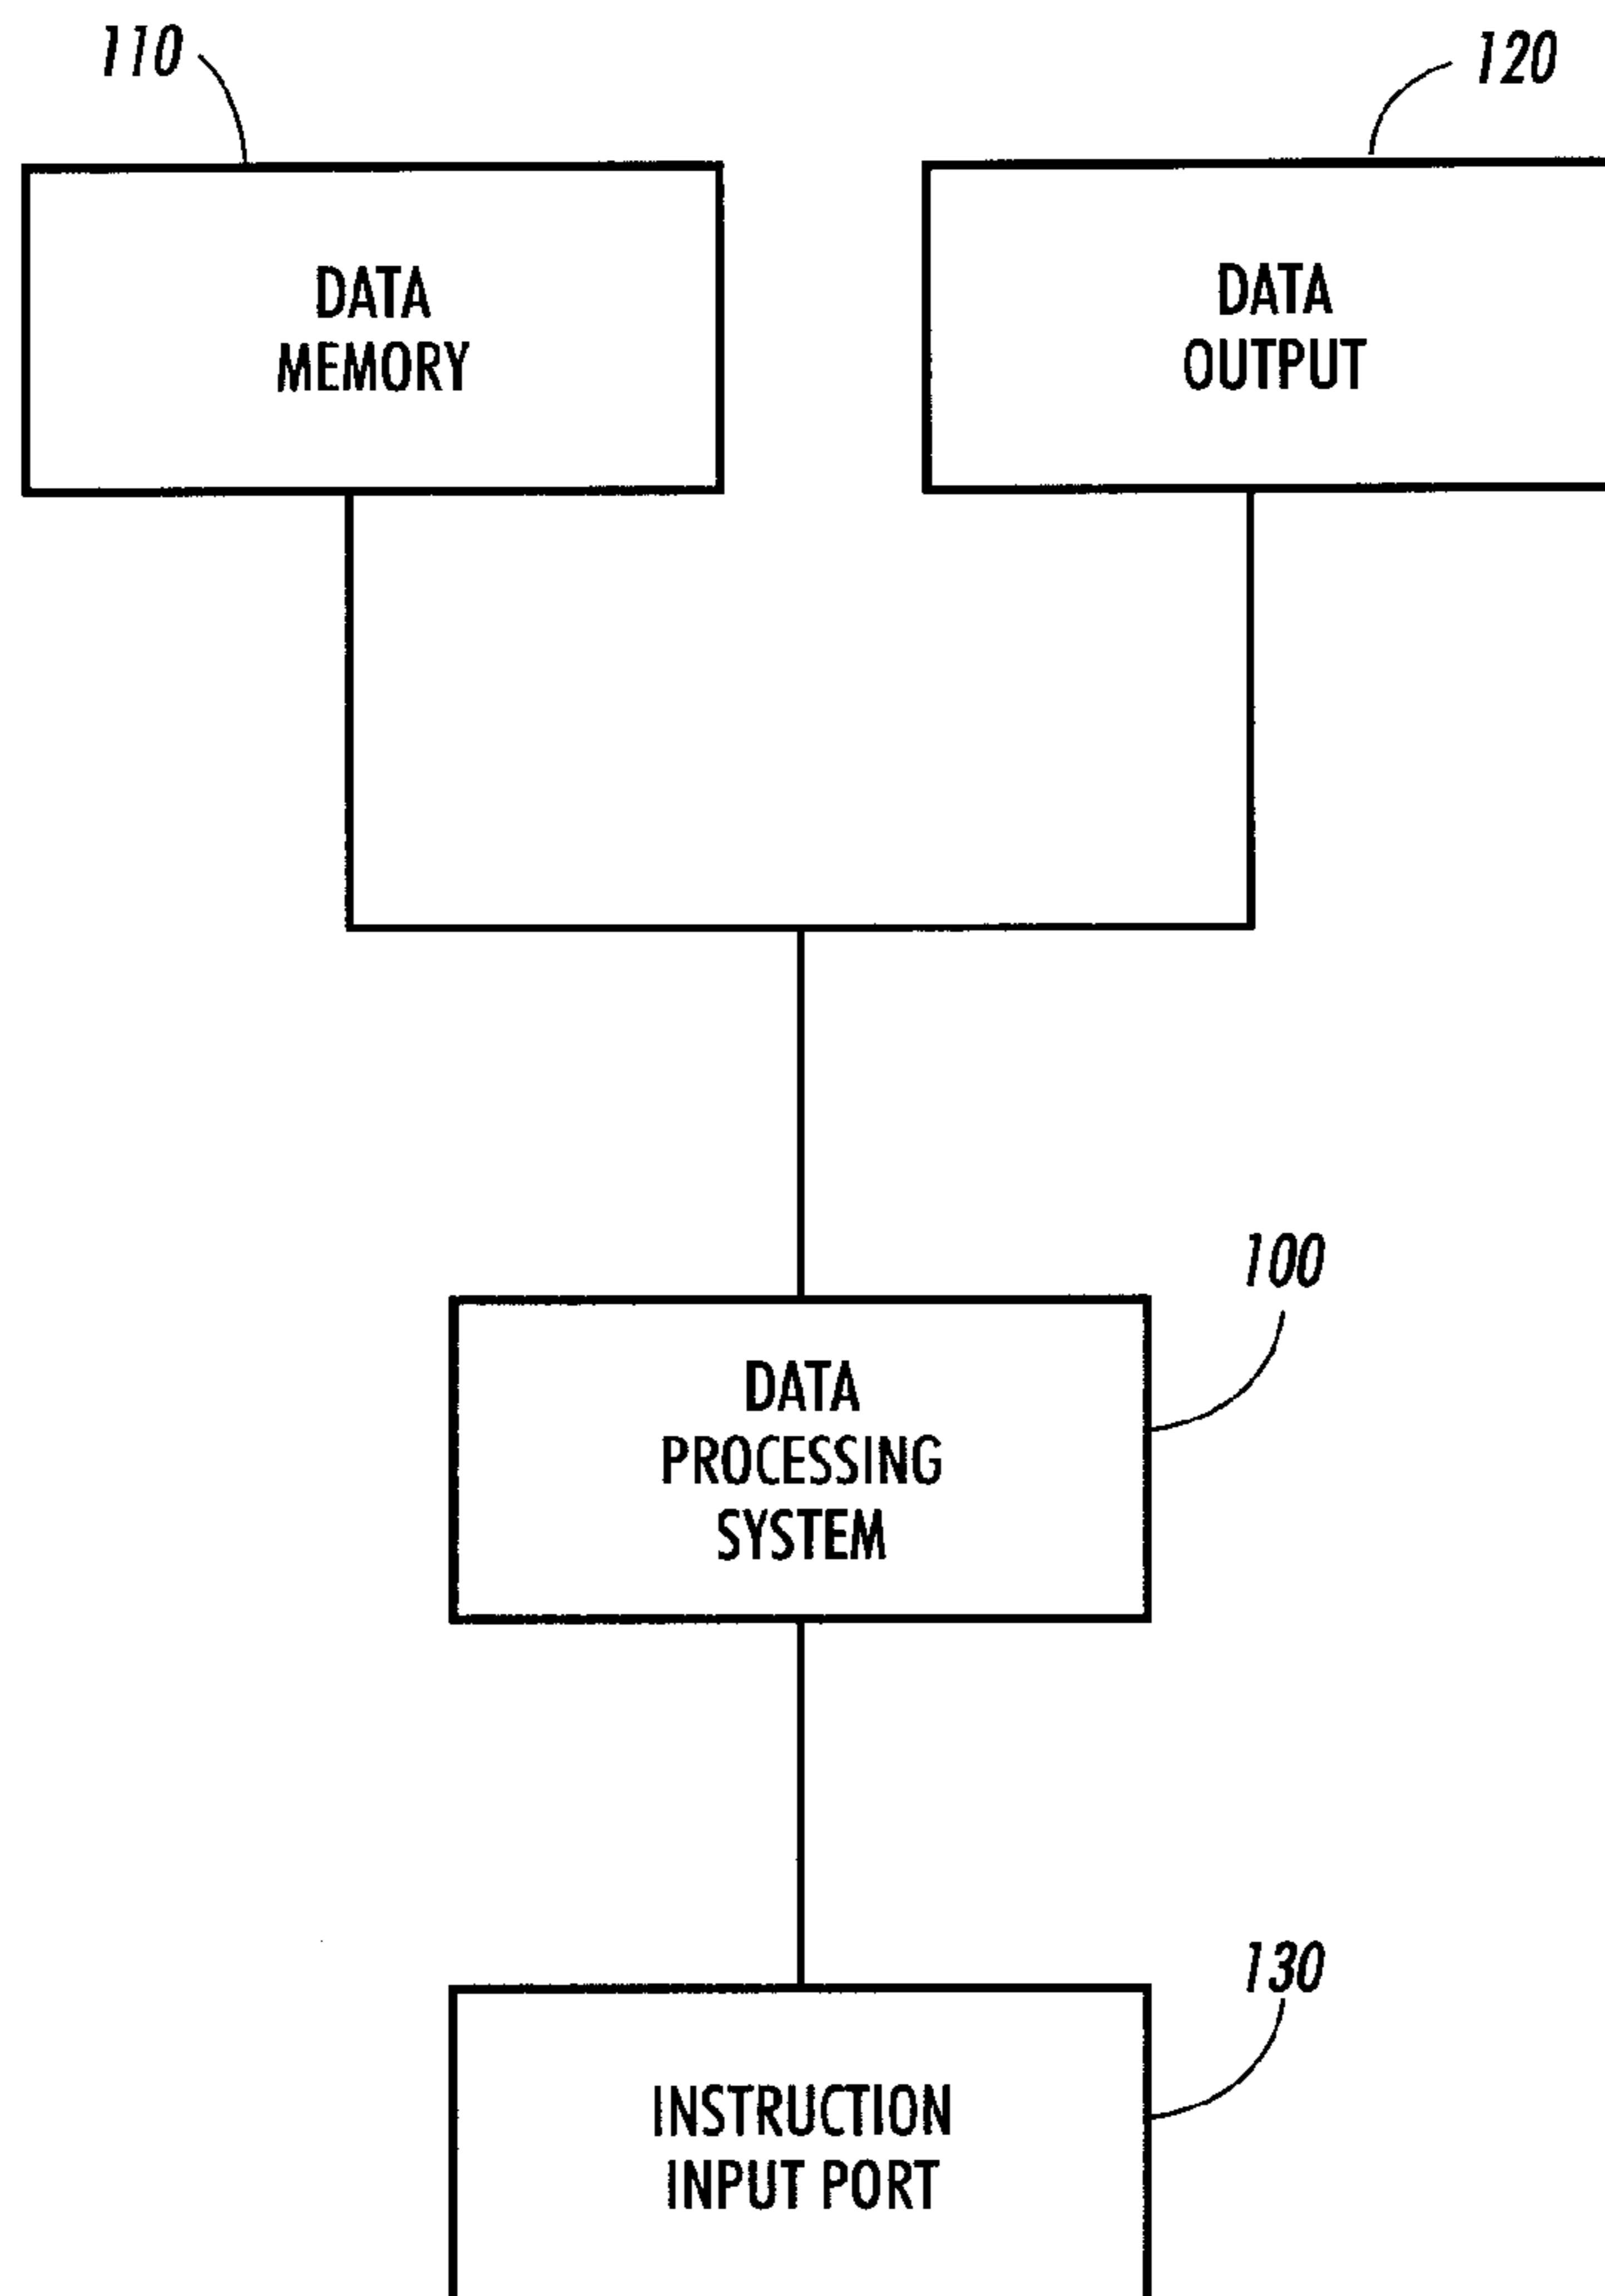 110
120
DATA
MEMORY
DATA
OUTPUT
100
DATA
PROCESSING
SYSTEM
130
INSTRUCTION
INPUT PORT